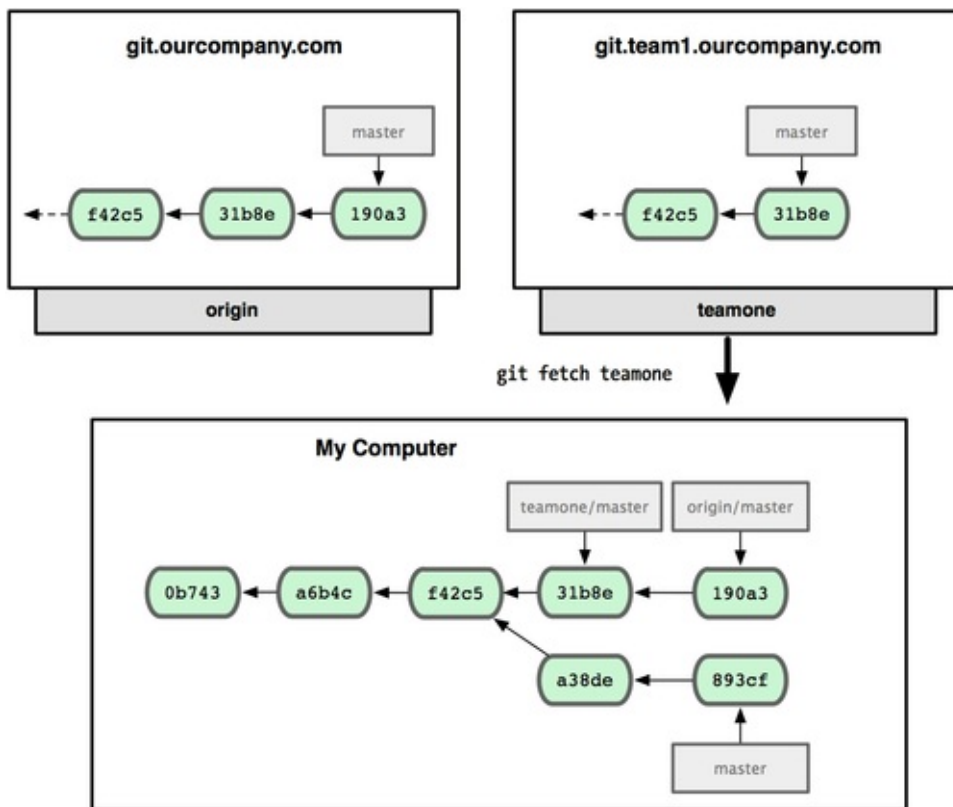 git.ourcompany.com
master
f42c5
31b8e
190a3
origin
git.team1.ourcompany.com
master
f42c5
31b8e
teamone
git fetch teamone
My Computer
teamone/master
origin/master
0b743
a6b4c
f42c5
31b8e
190a3
a38de
893cf
master